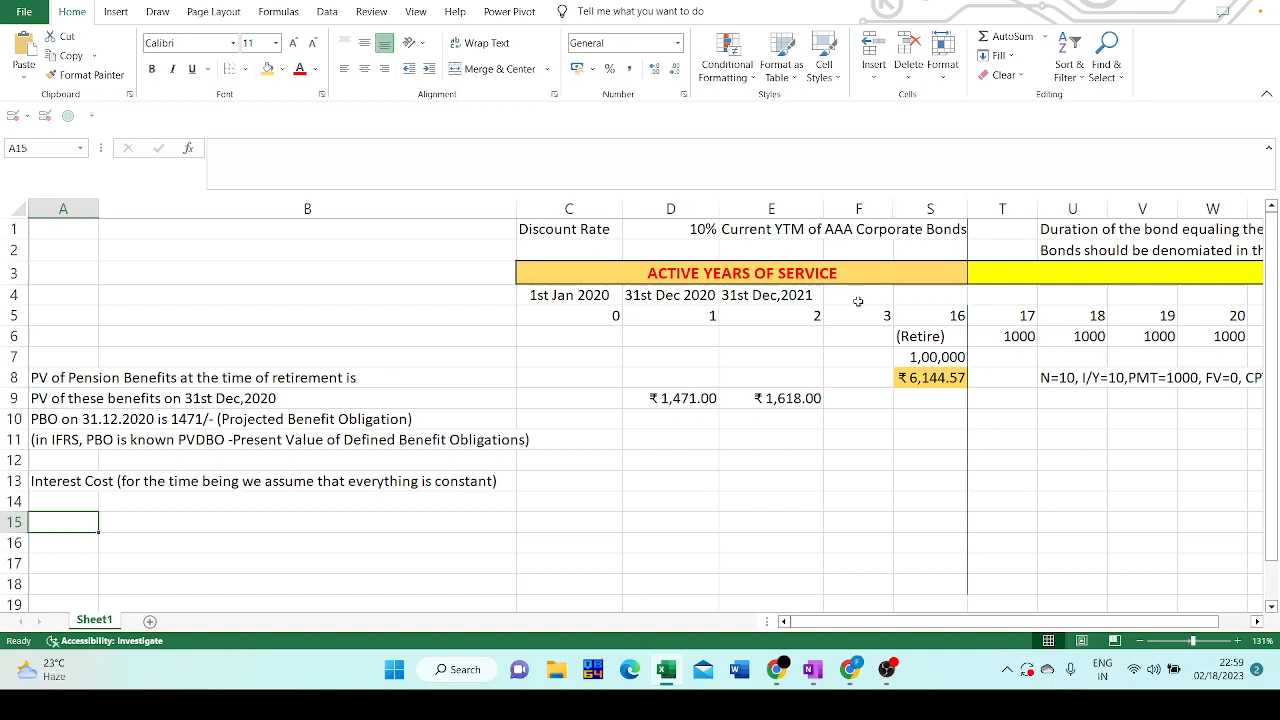 File Home Insert Draw Page Layout Formulas Data Review View Help Power Pivot Tell me what you want to do
Cut
Copy
Format Painter
Paste
Calibri 11
B I U
Wrap Text
Merge & Center
General
Conditional Formatting
Format as Table
Cell Styles
Insert Delete Format
AutoSum
Fill
Clear
Sort & Filter
Find & Select
Clipboard Font Alignment Number Styles Cells Editing
A15 fx
A B C D E F S T U V W
1 Discount Rate 10% Current YTM of AAA Corporate Bonds Duration of the bond equaling the
2 Bonds should be denomiated in th
3 ACTIVE YEARS OF SERVICE
4 1st Jan 2020 31st Dec 2020 31st Dec,2021
5 0 1 2 3 16 17 18 19 20
6 (Retire) 1000 1000 1000 1000
7 1,00,000
8 PV of Pension Benefits at the time of retirement is ₹ 6,144.57 N=10, I/Y=10,PMT=1000, FV=0, CP
9 PV of these benefits on 31st Dec,2020 ₹ 1,471.00 ₹ 1,618.00
10 PBO on 31.12.2020 is 1471/- (Projected Benefit Obligation)
11 (in IFRS, PBO is known PVDBO -Present Value of Defined Benefit Obligations)
12
13 Interest Cost (for the time being we assume that everything is constant)
14
15
16
17
18
19
Sheet1
Ready Accessibility: Investigate 131%
23°C
Haze
Search
ENG
IN
22:59
02/18/2023
2